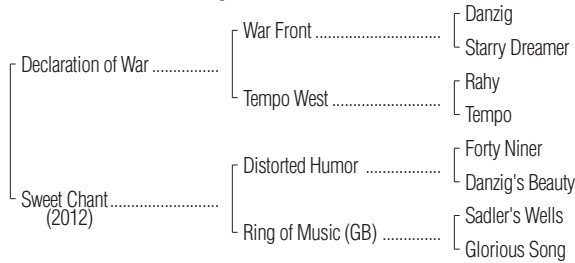 Danzig
War Front ....................
Starry Dreamer
Declaration of War ................
Rahy
Tempo West .........................
Tempo
Forty Niner
Distorted Humor .................
Danzig's Beauty
Sweet Chant..........................
(2012)
Sadler's Wells
Ring of Music (GB) ..............
Glorious Song